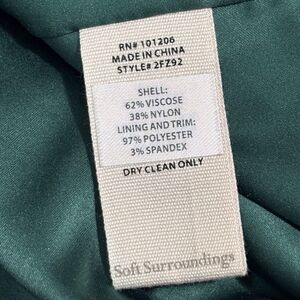 RN# 101206
MADE IN CHINA
STYLE# 2FZ92
SHELL:
62% VISCOSE
38% NYLON
LINING AND TRIM:
97% POLYESTER
3% SPANDEX
DRY CLEAN ONLY
Soft Surroundings